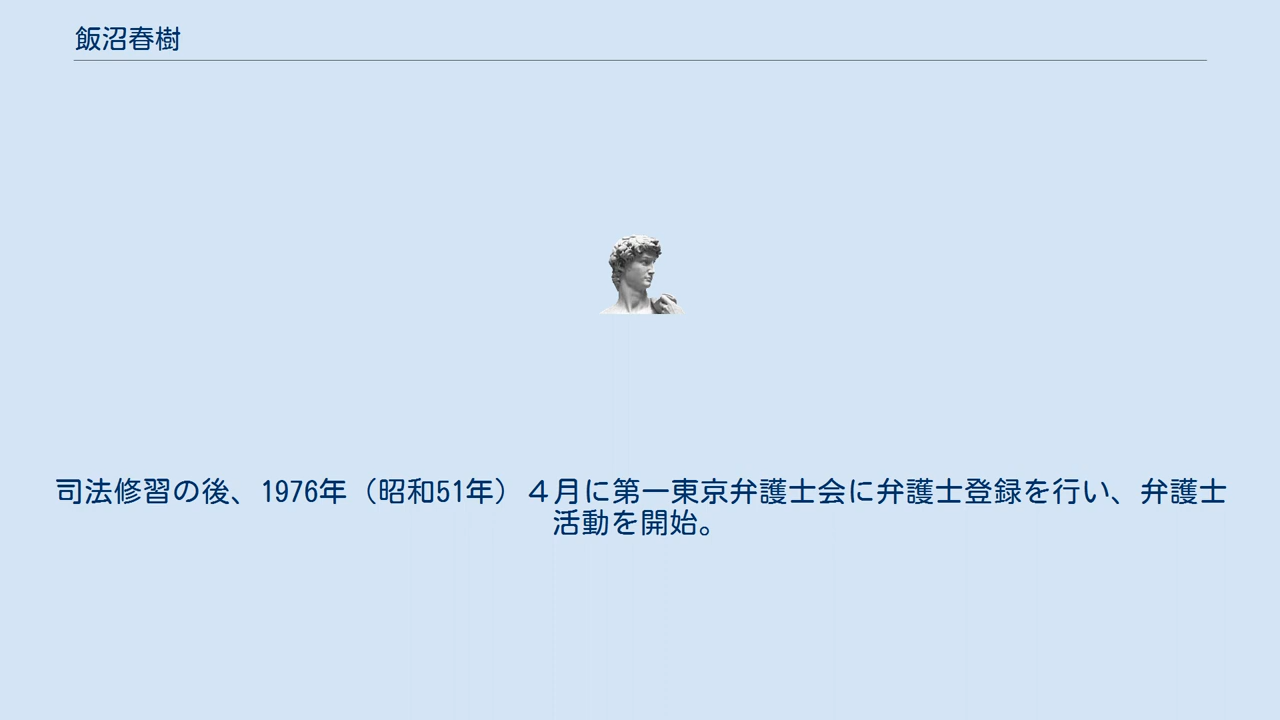 飯沼春樹
司法修習の後、1976年（昭和51年）４月に第一東京弁護士会に弁護士登録を行い、弁護士
活動を開始。